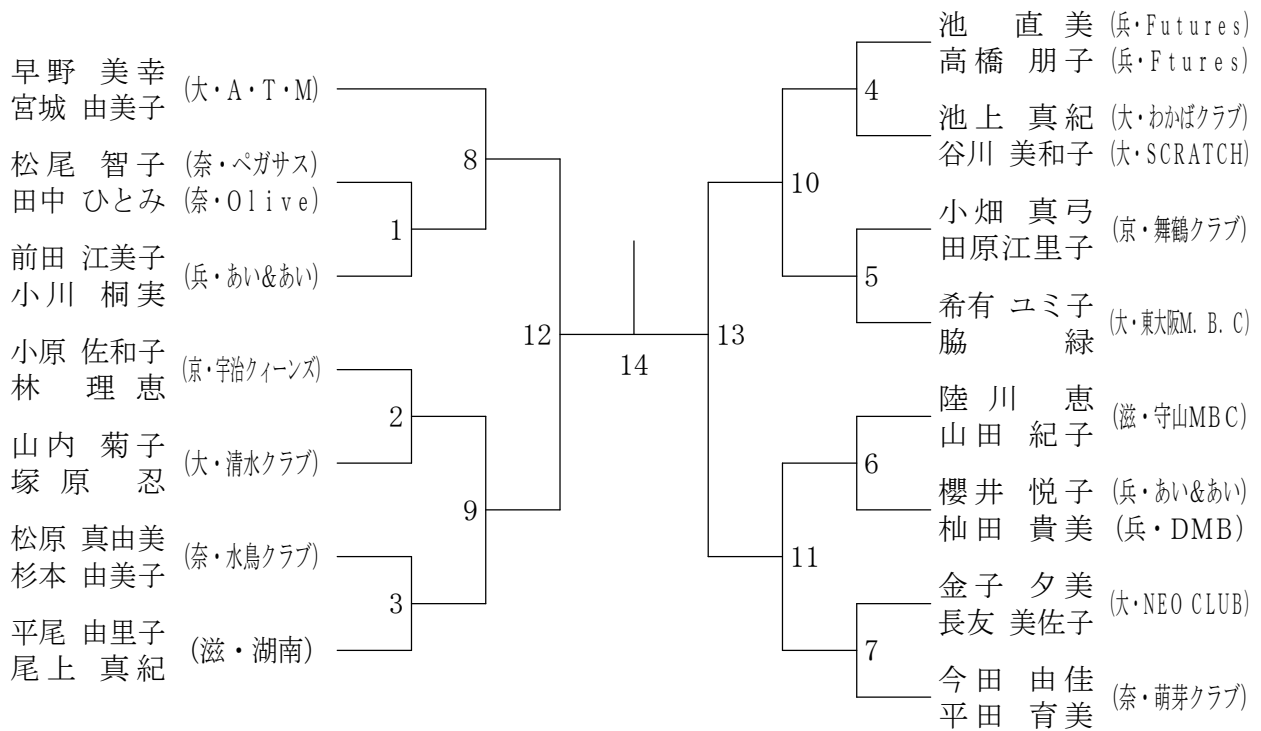 早野 美幸 (大・A・T・M)
宮城 由美子
松尾 智子 (奈・ペガサス)
田中 ひとみ (奈・Olive)
前田 江美子 (兵・あい&あい)
小川 桐実
小原 佐和子 (京・宇治クィーンズ)
林 理恵
山内 菊子 (大・清水クラブ)
塚原 忍
松原 真由美 (奈・水鳥クラブ)
杉本 由美子
平尾 由里子 (滋・湖南)
尾上 真紀
8
1
2
9
3
12
14
13
10
4
5
11
6
7
池 直美 (兵・Futures)
高橋 朋子 (兵・Ftures)
池上 真紀 (大・わかばクラブ)
谷川 美和子 (大・SCRATCH)
小畑 真弓 (京・舞鶴クラブ)
田原江里子
希有 ユミ子 (大・東大阪M.B.C)
脇 緑
陸川 恵 (滋・守山MBC)
山田 紀子
櫻井 悦子 (兵・あい&あい)
杣田 貴美 (兵・DMB)
金子 夕美 (大・NEO CLUB)
長友 美佐子
今田 由佳 (奈・萌芽クラブ)
平田 育美